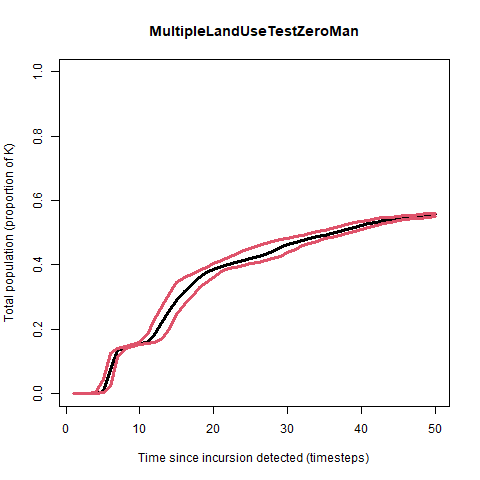 MultipleLandUseTestZeroMan
Total population (proportion of K)
1.0
0.8
0.6
0.4
0.2
0.0
0 10 20 30 40 50
Time since incursion detected (timesteps)